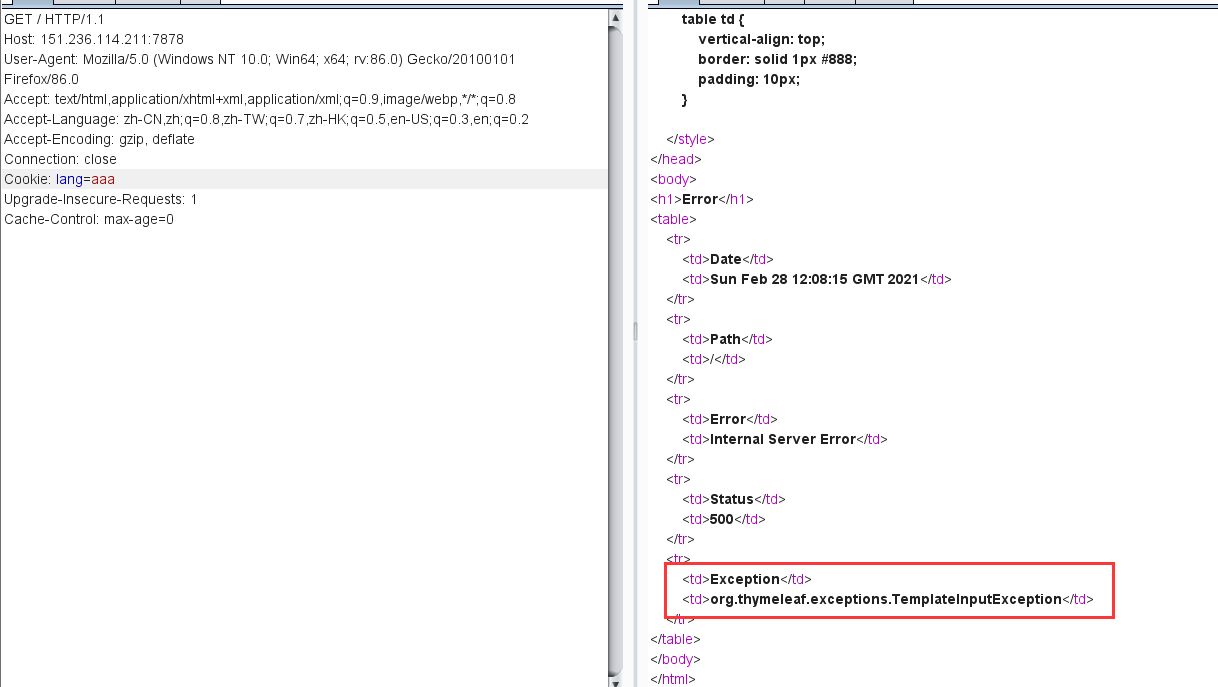 GET / HTTP/1.1
Host: 151.236.114.211:7878
User-Agent: Mozilla/5.0 (Windows NT 10.0; Win64; x64; rv:86.0) Gecko/20100101
Firefox/86.0
Accept: text/html,application/xhtml+xml,application/xml;q=0.9,image/webp,*/*;q=0.8
Accept-Language: zh-CN,zh;q=0.8,zh-TW;q=0.7,zh-HK;q=0.5,en-US;q=0.3,en;q=0.2
Accept-Encoding: gzip, deflate
Connection: close
Cookie: lang=aaa
Upgrade-Insecure-Requests: 1
Cache-Control: max-age=0
table td {
vertical-align: top;
border: solid 1px #888;
padding: 10px;
}
</style>
</head>
<body>
<h1>Error</h1>
<table>
<tr>
<td>Date</td>
<td>Sun Feb 28 12:08:15 GMT 2021</td>
</tr>
<tr>
<td>Path</td>
<td>/</td>
</tr>
<tr>
<td>Error</td>
<td>Internal Server Error</td>
</tr>
<tr>
<td>Status</td>
<td>500</td>
</tr>
<tr>
<td>Exception</td>
<td>org.thymeleaf.exceptions.TemplateInputException</td>
</tr>
</table>
</body>
</html>